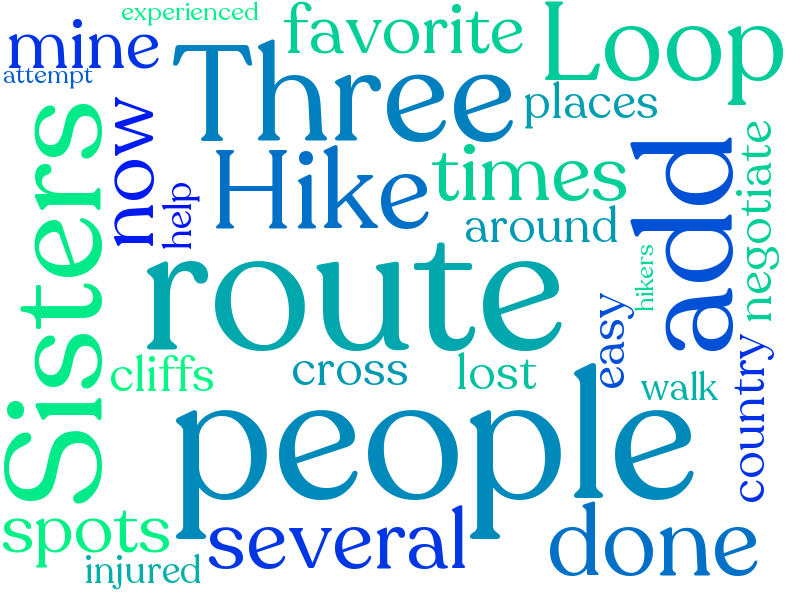 experienced
mine
favorite
Loop
attempt
Three
places
Sisters
now
help
Hike
times
around
add
negotiate
hikers
route
easy
cliffs
cross
lost
walk
country
people
spots
several
done
injured